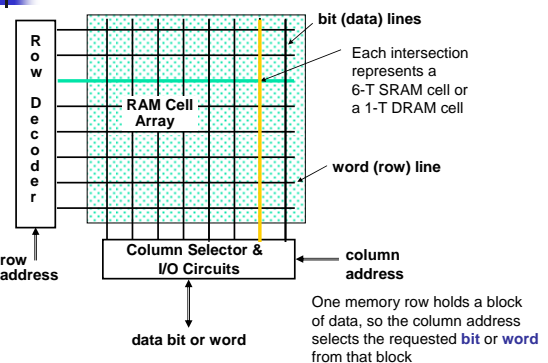 bit (data) lines
Row Decoder
Each intersection
represents a
6-T SRAM cell or
a 1-T DRAM cell
RAM Cell
Array
word (row) line
row
address
Column Selector &
I/O Circuits
column
address
data bit or word
One memory row holds a block
of data, so the column address
selects the requested bit or word
from that block